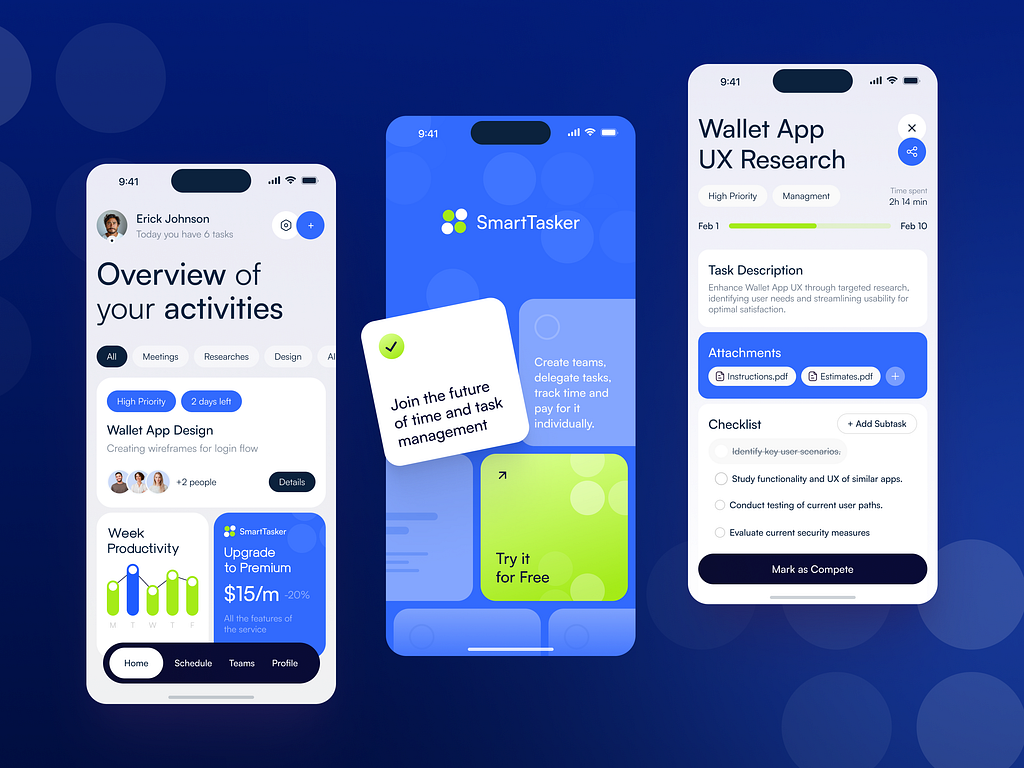 9:41
Erick Johnson
Today you have 6 tasks
Overview of
your activities
All
Meetings
Researches
Design
Al
High Priority
2 days left
Wallet App Design
Creating wireframes for login flow
+2 people
Details
Week
Productivity
M T W T F
SmartTasker
Upgrade
to Premium
$15/m -20%
All the features of
the service
Home
Schedule
Teams
Profile
9:41
SmartTasker
Join the future
of time and task
management
Create teams,
delegate tasks,
track time and
pay for it
individually.
Try it
for Free
9:41
Wallet App
UX Research
High Priority
Managment
Time spent
2h 14 min
Feb 1
Feb 10
Task Description
Enhance Wallet App UX through targeted research,
identifying user needs and streamlining usability for
optimal satisfaction.
Attachments
Instructions.pdf
Estimates.pdf
Checklist
+ Add Subtask
Identify key user scenarios.
Study functionality and UX of similar apps.
Conduct testing of current user paths.
Evaluate current security measures
Mark as Compete